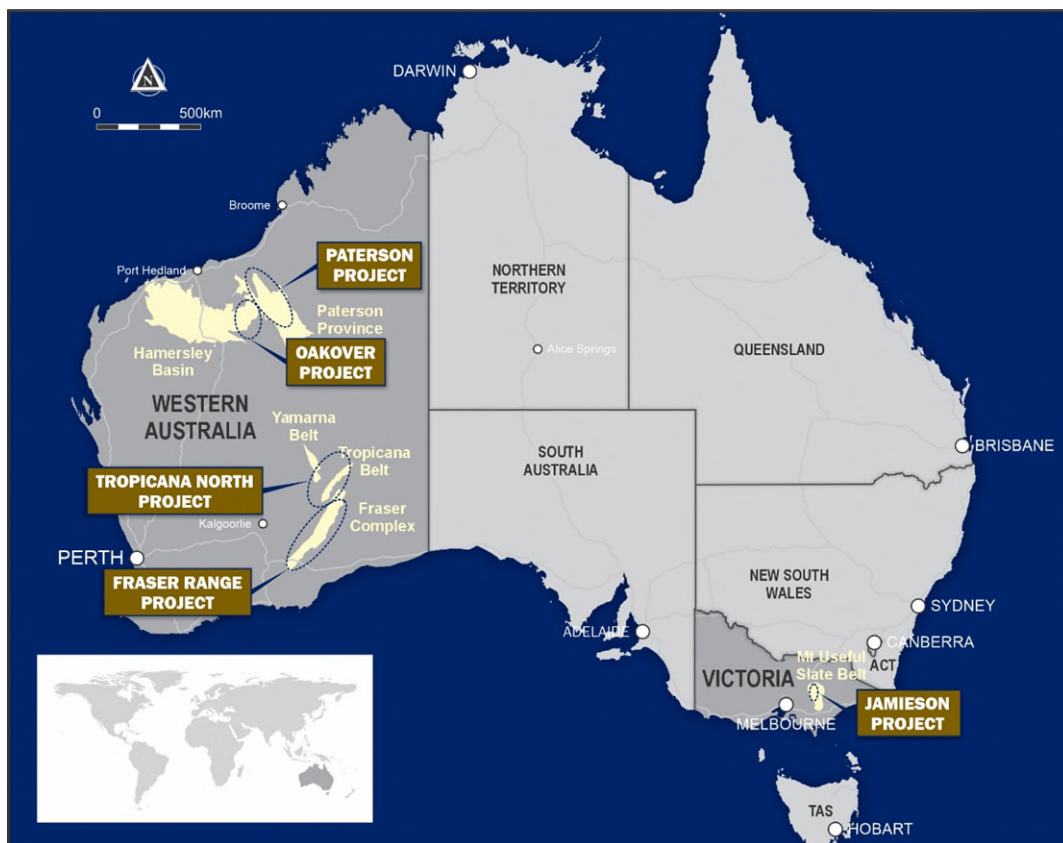 DARWIN
N
0 500km
Broome
Port Hedland
PATERSON
PROJECT
NORTHERN
TERRITORY
Paterson
Province
Alice Springs
QUEENSLAND
Hamersley
Basin
OAKOVER
PROJECT
WESTERN
AUSTRALIA
Yamarna
Belt
Tropicana
Belt
SOUTH
AUSTRALIA
BRISBANE
TROPICANA NORTH
PROJECT
Kalgoorlie
Fraser
Complex
PERTH
FRASER RANGE
PROJECT
NEW SOUTH
WALES
SYDNEY
ADELAIDE
CANBERRA
ACT
Mt Useful
Slate Belt
VICTORIA
JAMIESON
PROJECT
MELBOURNE
TAS
HOBART